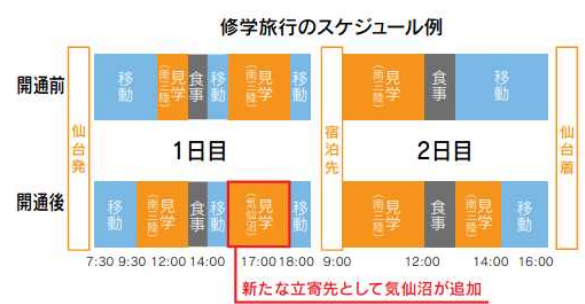 修学旅行のスケジュール例
開通前
仙台発
移動
見学(南三陸)
食事
移動
見学(南三陸)
移動
宿泊先
見学(南三陸)
食事
移動
仙台着
1日目
2日目
開通後
移動
見学(南三陸)
食事
移動
見学(気仙沼)
移動
見学(南三陸)
食事
見学(南三陸)
移動
7:30 9:30 12:00 14:00 17:00 18:00 9:00 12:00 14:00 16:00
新たな立寄先として気仙沼が追加